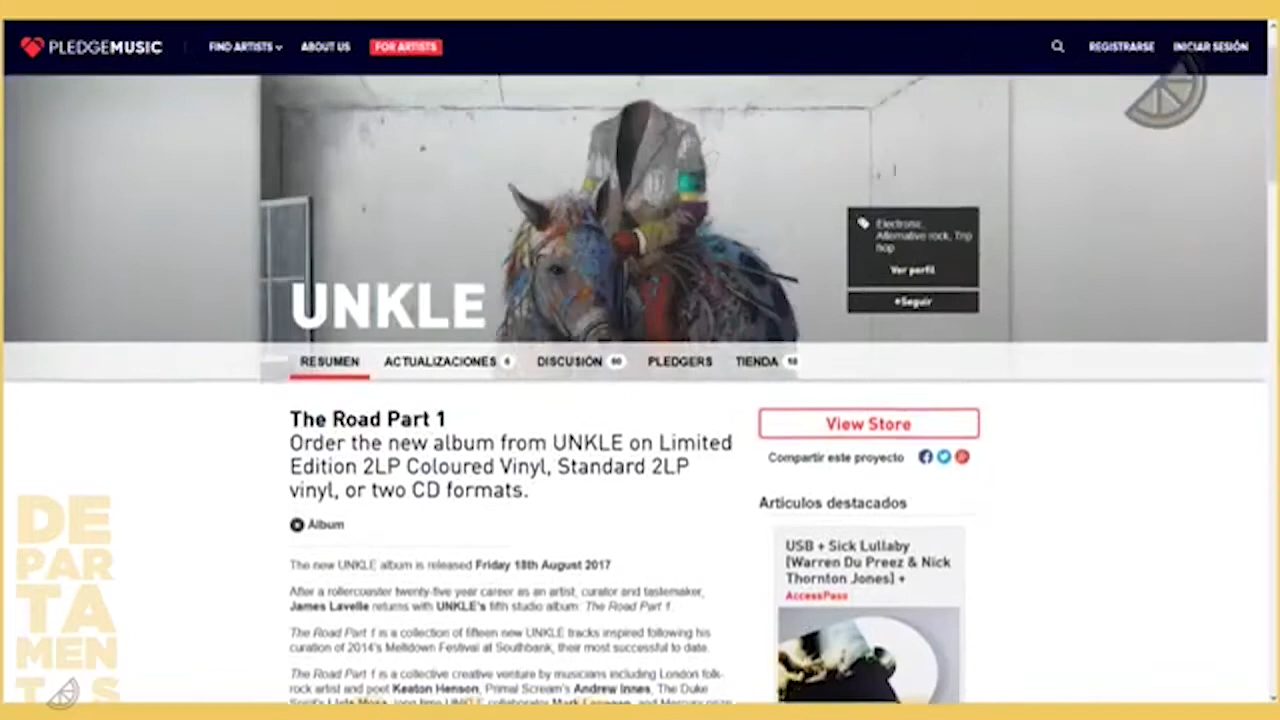 PLEDGEMUSIC
FIND ARTISTS
ABOUT US
FOR ARTISTS
REGISTRARSE
INICIAR SESIÓN
Electronic,
Alternative rock, Trip
hop
Ver perfil
+Seguir
UNKLE
RESUMEN
ACTUALIZACIONES 6
DISCUSIÓN 60
PLEDGERS
TIENDA 18
The Road Part 1
Order the new album from UNKLE on Limited
Edition 2LP Coloured Vinyl, Standard 2LP
vinyl, or two CD formats.
Álbum
The new UNKLE album is released Friday 18th August 2017
After a rollercoaster twenty-five year career as an artist, curator and tastemaker,
James Lavelle returns with UNKLE's fifth studio album: The Road Part 1.
The Road Part 1 is a collection of fifteen new UNKLE tracks inspired following his
curation of 2014's Meltdown Festival at Southbank, their most successful to date.
The Road Part 1 is a collective creative venture by musicians including London folk-
rock artist and poet Keaton Henson, Primal Scream's Andrew Innes, The Duke
long time UNKLE collaborator
View Store
Compartir este proyecto
Artículos destacados
USB + Sick Lullaby
[Warren Du Preez & Nick
Thornton Jones] +
AccessPass
DE
PAR
TA
MEN
TOS